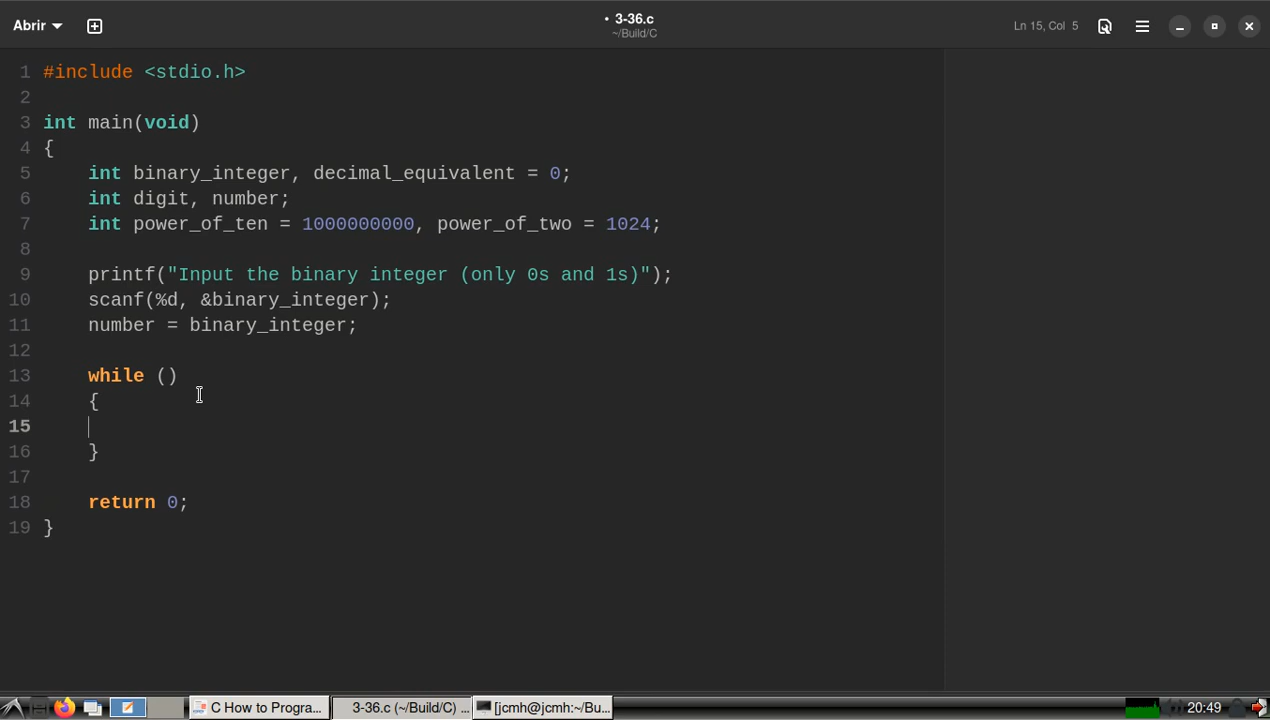 Abrir
• 3-36.c
~/Build/C
Ln 15, Col 5
1 #include <stdio.h>
2
3 int main(void)
4 {
5 int binary_integer, decimal_equivalent = 0;
6 int digit, number;
7 int power_of_ten = 1000000000, power_of_two = 1024;
8
9 printf("Input the binary integer (only 0s and 1s)");
10 scanf(%d, &binary_integer);
11 number = binary_integer;
12
13 while ()
14 {
15
16 }
17
18 return 0;
19 }
C How to Progra... 3-36.c (~/Build/C) ... [jcmh@jcmh:~/Bu... 20:49